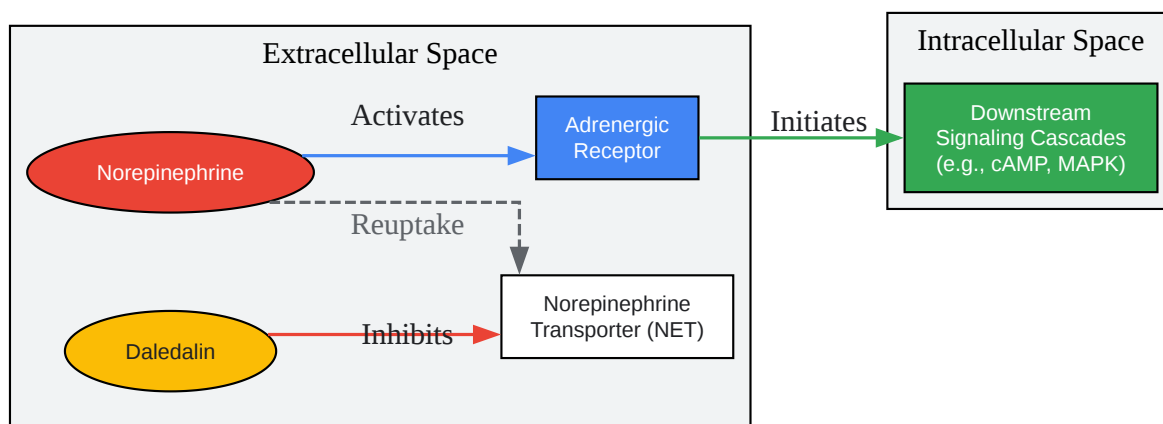 Extracellular Space
Intracellular Space
Activates
Adrenergic
Receptor
Initiates
Downstream
Signaling Cascades
(e.g., cAMP, MAPK)
Norepinephrine
Reuptake
Norepinephrine
Transporter (NET)
Inhibits
Daledalin